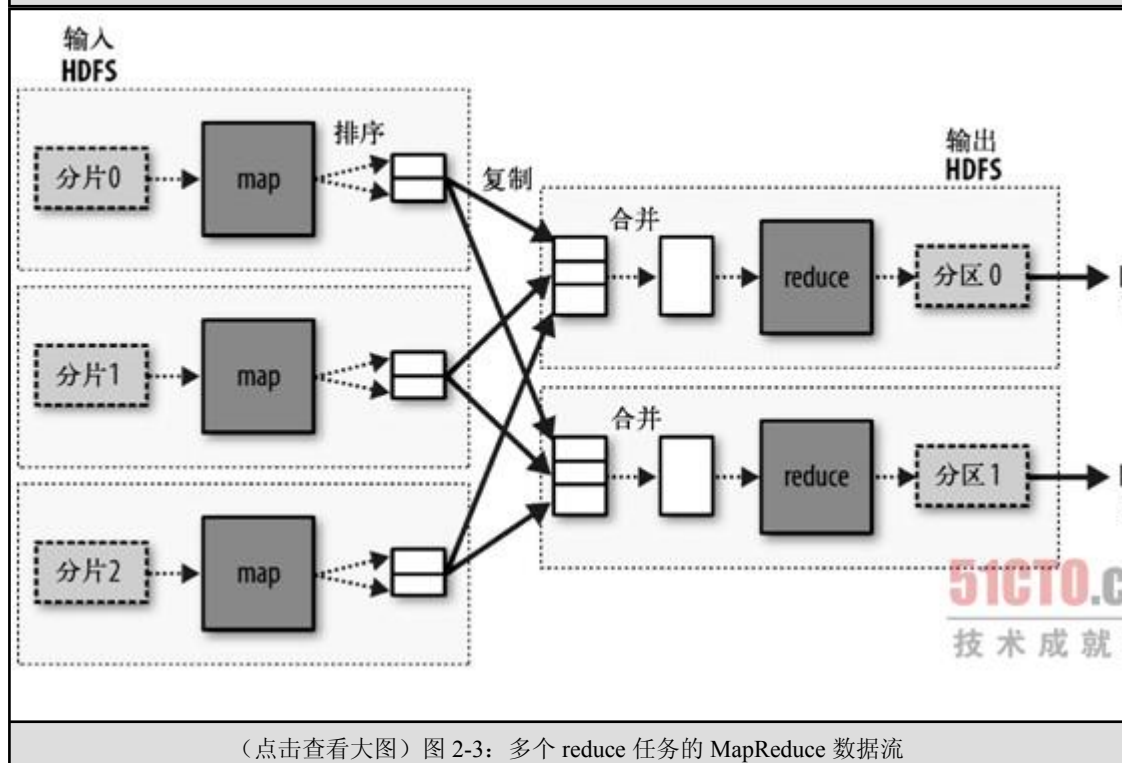 输入
HDFS
排序
分片0
map
复制
输出
HDFS
合并
reduce
分区 0
分片1
map
合并
reduce
分区 1
分片2
map
51CTO.c
技术成就
（点击查看大图）图 2-3：多个 reduce 任务的 MapReduce 数据流